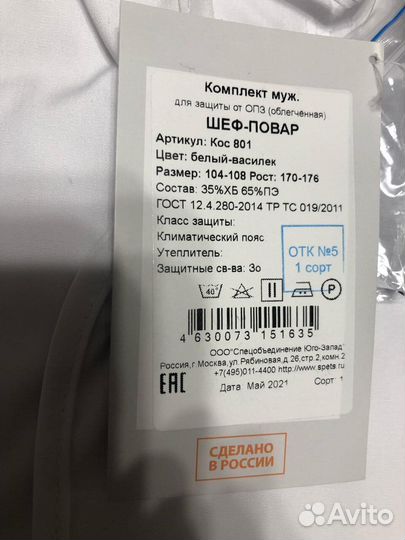 Комплект муж.
для защиты от ОПЗ (облегченная)
ШЕФ-ПОВАР
Артикул: Кос 801
Цвет: белый-василек
Размер: 104-108 Рост: 170-176
Состав: 35%ХБ 65%ПЭ
ГОСТ 12.4.280-2014 ТР ТС 019/2011
Класс защиты:
Климатический пояс
Утеплитель:
Защитные св-ва: Зо
ОТК №5
1 сорт
40°
P
4 630073 151635
ООО"Спецобъединение Юго-Запад"
Россия,г.Москва,ул.Рябиновая д.26,стр.2,комн.2
+7(495)011-4400 http://www.spets.ru
Дата Май 2021 Сорт 1
ЕАС
СДЕЛАНО
В РОССИИ
Avito